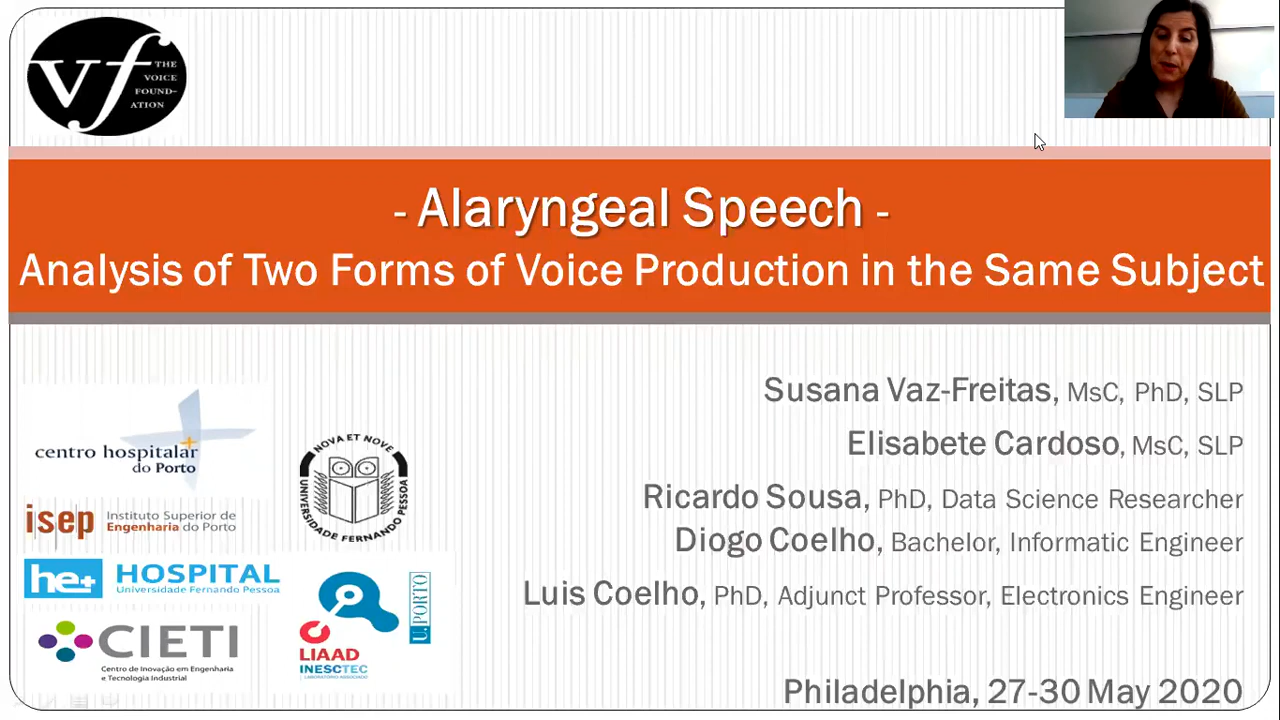 vf THE
VOICE
FOUND-
ATION
- Alaryngeal Speech -
Analysis of Two Forms of Voice Production in the Same Subject
centro hospitalar
do Porto
isep Instituto Superior de
Engenharia do Porto
he+ HOSPITAL
Universidade Fernando Pessoa
CIETI
Centro de Inovação em Engenharia
e Tecnologia Industrial
NOVA ET NOVE
UNIVERSIDADE FERNANDO PESSOA
U.PORTO
LIAAD
INESCTEC
LABORATÓRIO ASSOCIADO
Susana Vaz-Freitas, MsC, PhD, SLP
Elisabete Cardoso, MsC, SLP
Ricardo Sousa, PhD, Data Science Researcher
Diogo Coelho, Bachelor, Informatic Engineer
Luis Coelho, PhD, Adjunct Professor, Electronics Engineer
Philadelphia, 27-30 May 2020